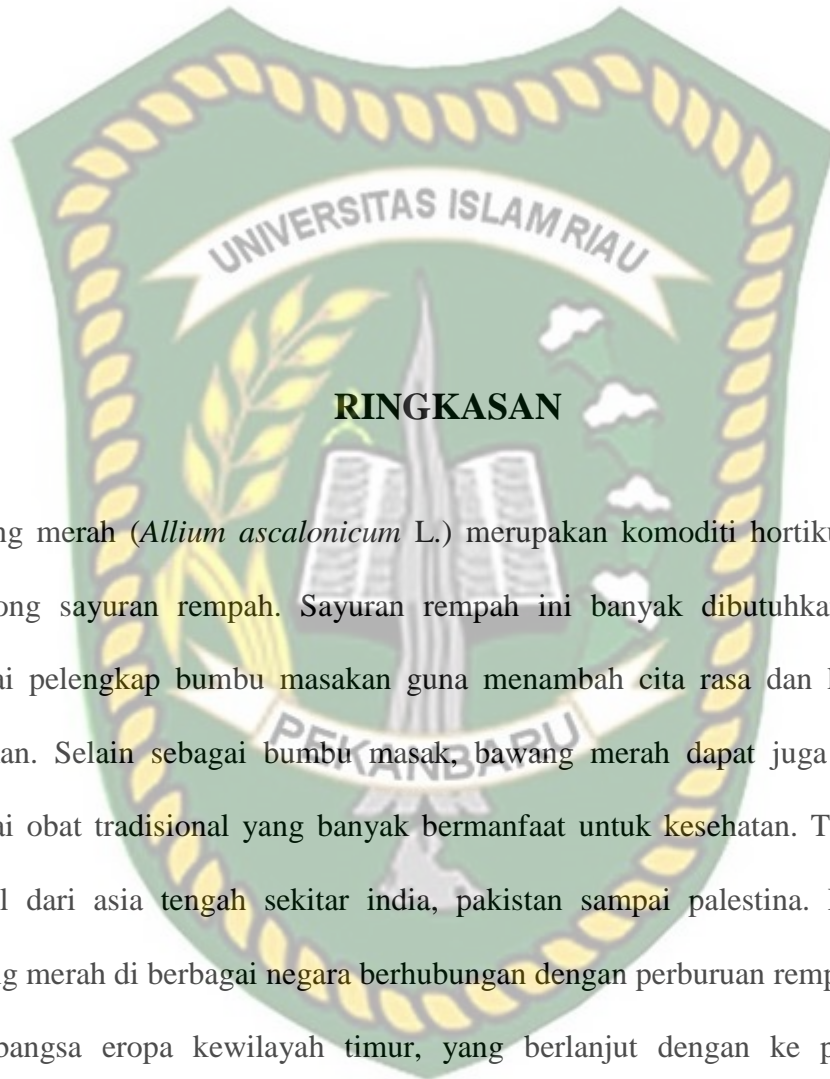 UNIVERSITAS ISLAM RIAU
RINGKASAN
ng merah (Allium ascalonicum L.) merupakan komoditi hortiku
ong sayuran rempah. Sayuran rempah ini banyak dibutuhka
ai pelengkap bumbu masakan guna menambah cita rasa dan
an. Selain sebagai bumbu masak, bawang merah dapat juga
PEKANBARU
ai obat tradisional yang banyak bermanfaat untuk kesehatan. T
l dari asia tengah sekitar india, pakistan sampai palestina.
ng merah di berbagai negara berhubungan dengan perburuan remp
bangsa eropa kewilayah timur, yang berlanjut dengan ke p